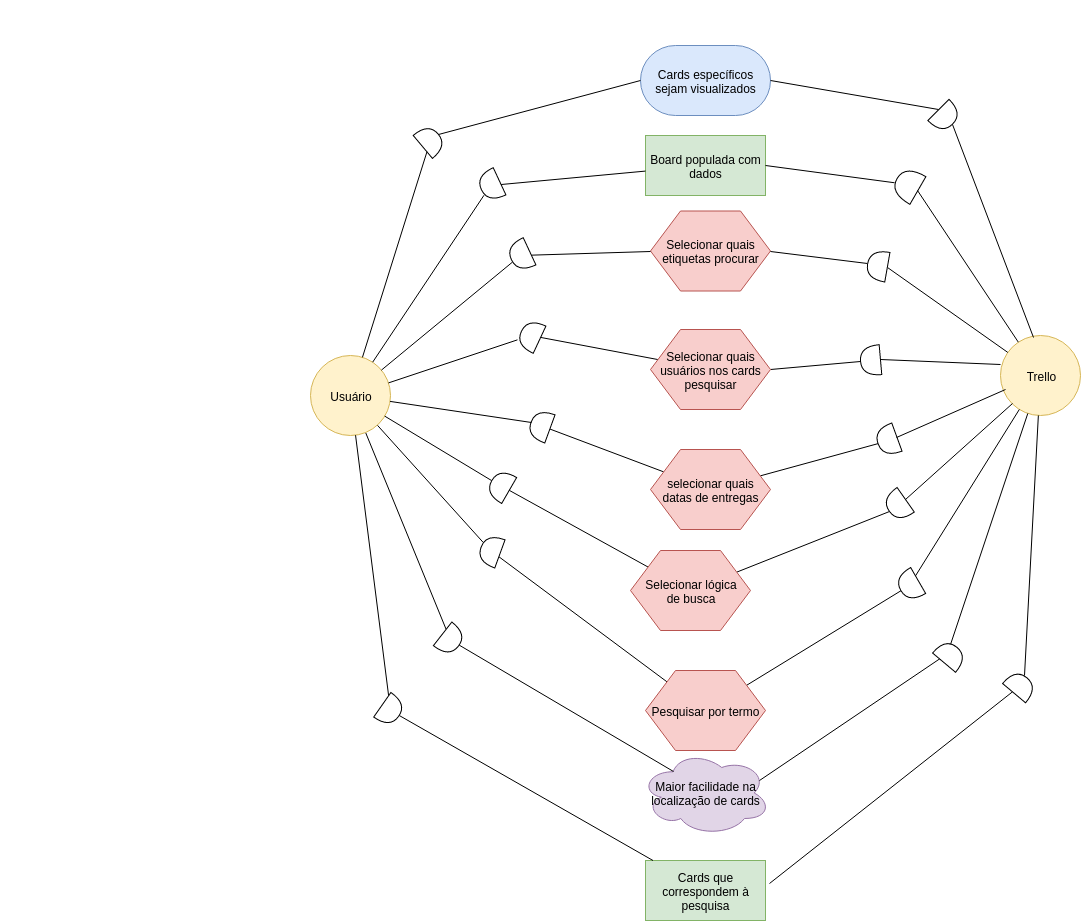 Cards específicos
sejam visualizados
Board populada com
dados
Selecionar quais
etiquetas procurar
Selecionar quais
usuários nos cards
pesquisar
Usuário
Trello
selecionar quais
datas de entregas
Selecionar lógica
de busca
Pesquisar por termo
Maior facilidade na
localização de cards
Cards que
correspondem à
pesquisa